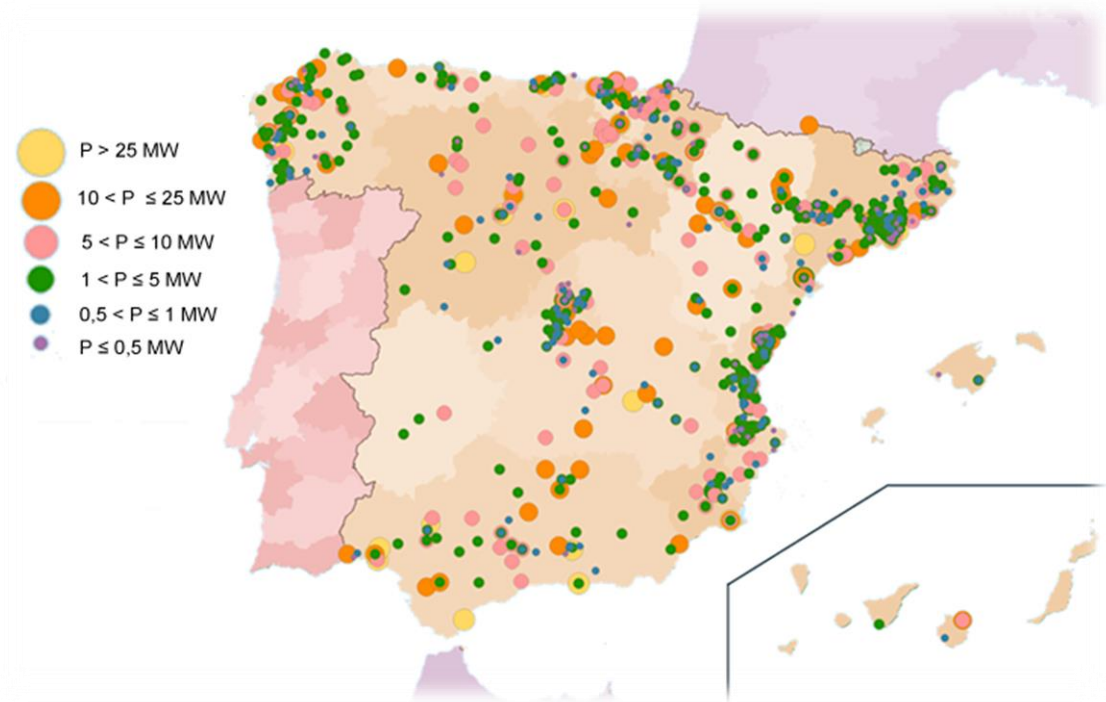 P > 25 MW
10 < P ≤ 25 MW
5 < P ≤ 10 MW
1 < P ≤ 5 MW
0,5 < P ≤ 1 MW
P ≤ 0,5 MW